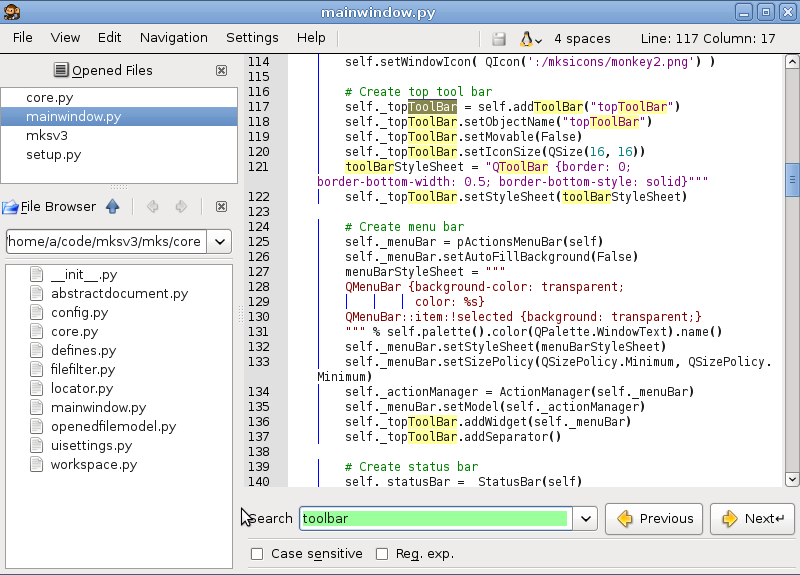 mainwindow.py
File View Edit Navigation Settings Help 4 spaces Line: 117 Column: 17
Opened Files
core.py
mainwindow.py
mksv3
setup.py
File Browser
/home/a/code/mksv3/mks/core
__init__.py
abstractdocument.py
config.py
core.py
defines.py
filefilter.py
locator.py
mainwindow.py
openedfilemodel.py
uisettings.py
workspace.py
114 self.setWindowIcon( QIcon(':/mksicons/monkey2.png') )
115
116 # Create top tool bar
117 self._topToolBar = self.addToolBar("topToolBar")
118 self._topToolBar.setObjectName("topToolBar")
119 self._topToolBar.setMovable(False)
120 self._topToolBar.setIconSize(QSize(16, 16))
121 toolBarStyleSheet = "QToolBar {border: 0;
border-bottom-width: 0.5; border-bottom-style: solid}"""
122 self._topToolBar.setStyleSheet(toolBarStyleSheet)
123
124 # Create menu bar
125 self._menuBar = pActionsMenuBar(self)
126 self._menuBar.setAutoFillBackground(False)
127 menuBarStyleSheet = """
128 QMenuBar {background-color: transparent;
129 color: %s}
130 QMenuBar::item:!selected {background: transparent;}
131 """ % self.palette().color(QPalette.WindowText).name()
132 self._menuBar.setStyleSheet(menuBarStyleSheet)
133 self._menuBar.setSizePolicy(QSizePolicy.Minimum, QSizePolicy.
Minimum)
134 self._actionManager = ActionManager(self._menuBar)
135 self._menuBar.setModel(self._actionManager)
136 self._topToolBar.addWidget(self._menuBar)
137 self._topToolBar.addSeparator()
138
139 # Create status bar
140 self._statusBar = _StatusBar(self)
Search toolbar Previous Next↵
Case sensitive Reg. exp.